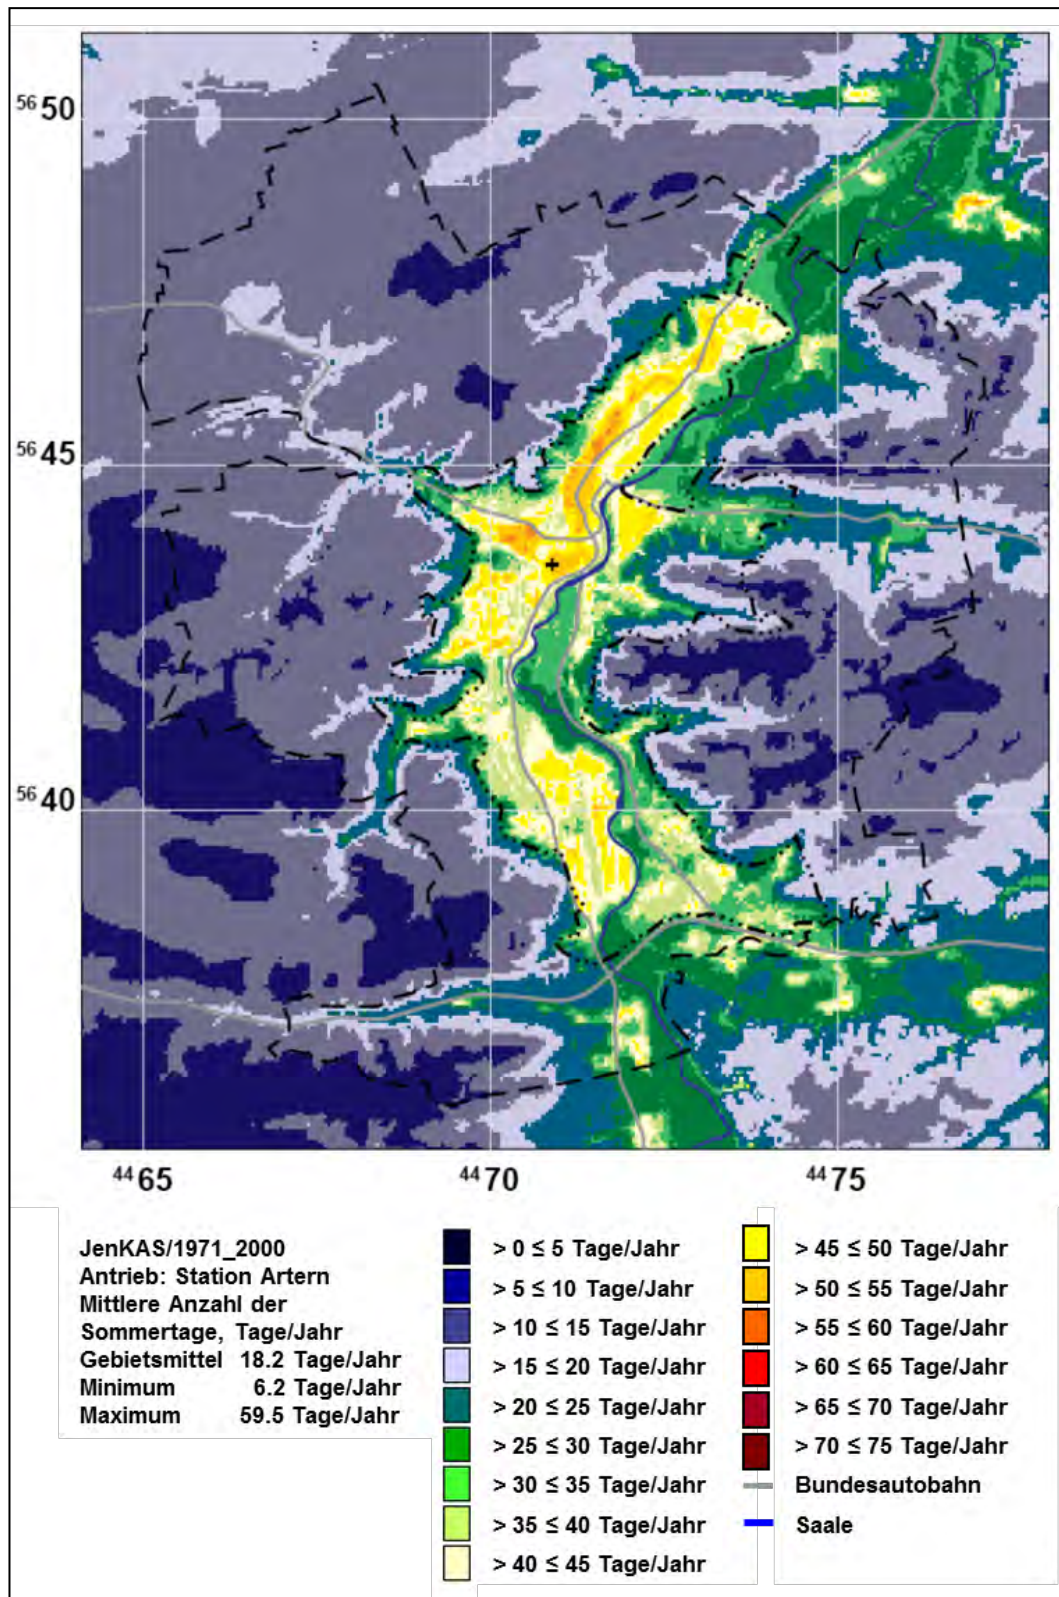 56 50
56 45
56 40
44 65
44 70
44 75
JenKAS/1971_2000
Antrieb: Station Artern
Mittlere Anzahl der
Sommertage, Tage/Jahr
Gebietsmittel 18.2 Tage/Jahr
Minimum 6.2 Tage/Jahr
Maximum 59.5 Tage/Jahr
> 0 ≤ 5 Tage/Jahr
> 5 ≤ 10 Tage/Jahr
> 10 ≤ 15 Tage/Jahr
> 15 ≤ 20 Tage/Jahr
> 20 ≤ 25 Tage/Jahr
> 25 ≤ 30 Tage/Jahr
> 30 ≤ 35 Tage/Jahr
> 35 ≤ 40 Tage/Jahr
> 40 ≤ 45 Tage/Jahr
> 45 ≤ 50 Tage/Jahr
> 50 ≤ 55 Tage/Jahr
> 55 ≤ 60 Tage/Jahr
> 60 ≤ 65 Tage/Jahr
> 65 ≤ 70 Tage/Jahr
> 70 ≤ 75 Tage/Jahr
Bundesautobahn
Saale